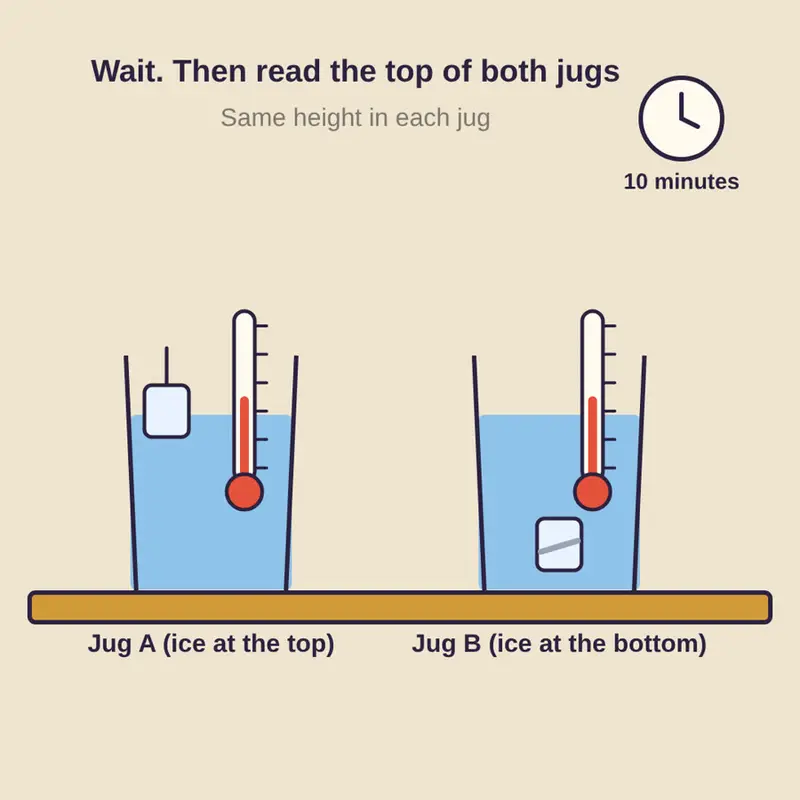 Wait. Then read the top of both jugs
Same height in each jug
10 minutes
Jug A (ice at the top)
Jug B (ice at the bottom)